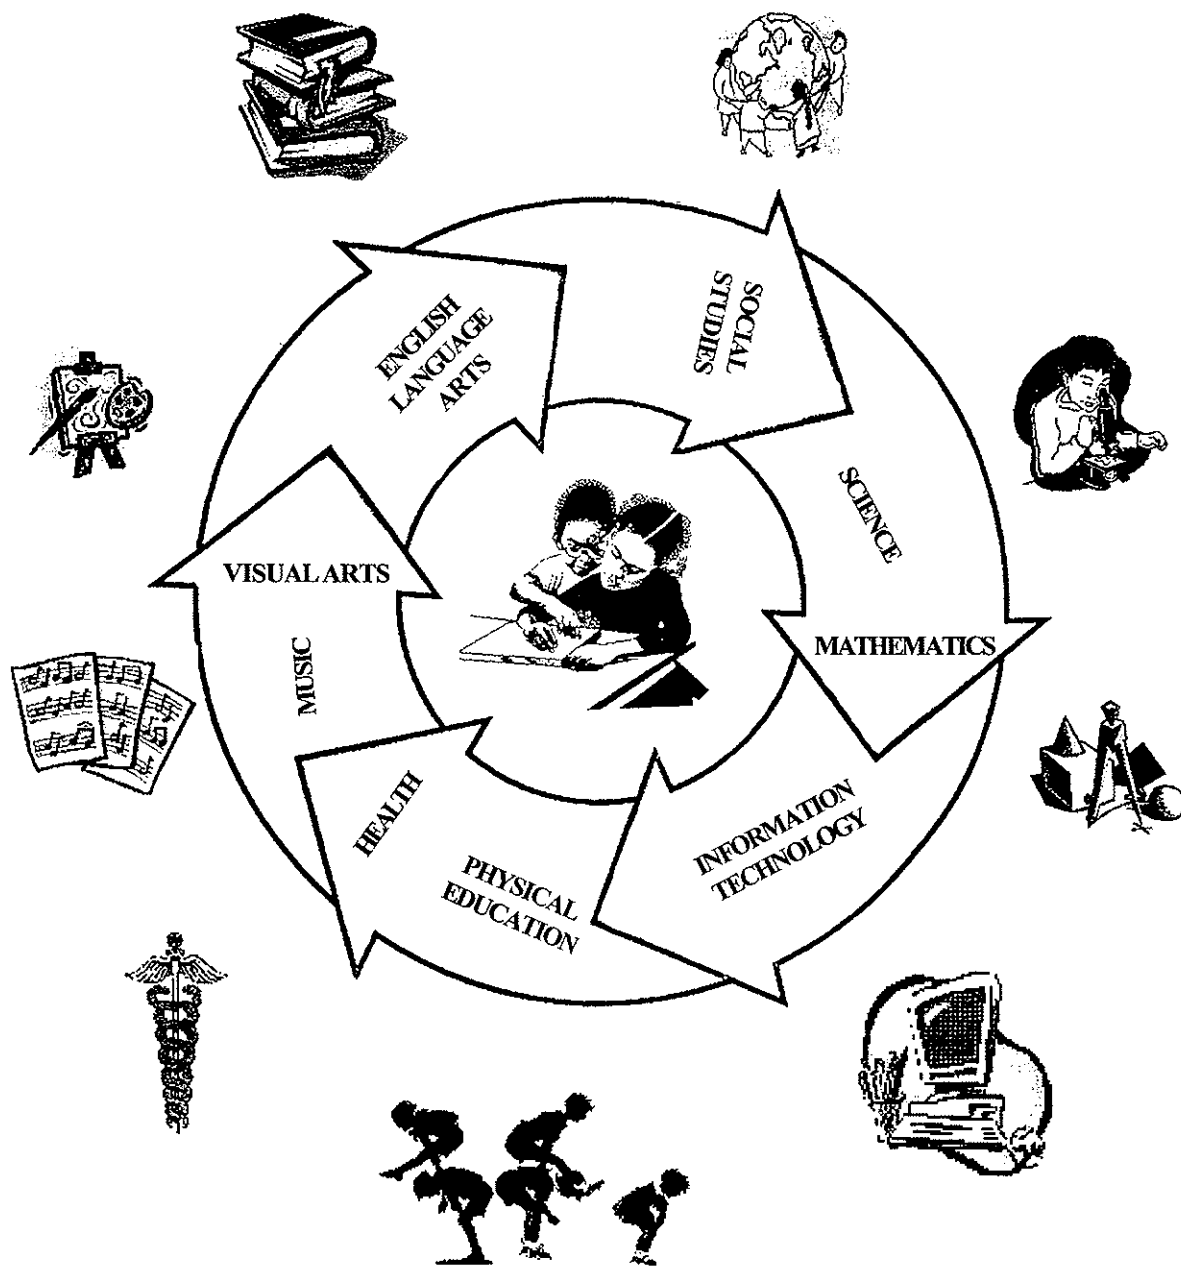 ENGLISH
LANGUAGE
ARTS
SOCIAL
STUDIES
SCIENCE
MATHEMATICS
INFORMATION
TECHNOLOGY
PHYSICAL
EDUCATION
HEALTH
MUSIC
VISUAL ARTS